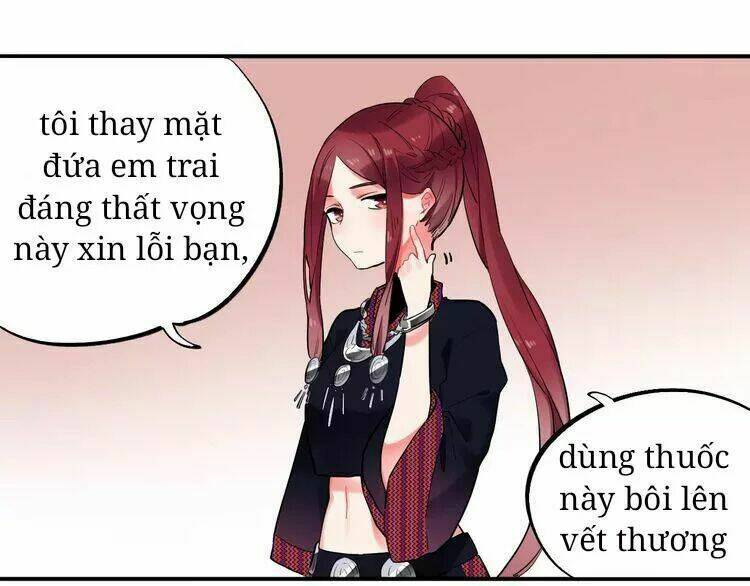 tôi thay mặt
đứa em trai
đáng thất vọng
này xin lỗi bạn,
dùng thuốc
này bôi lên
vết thương